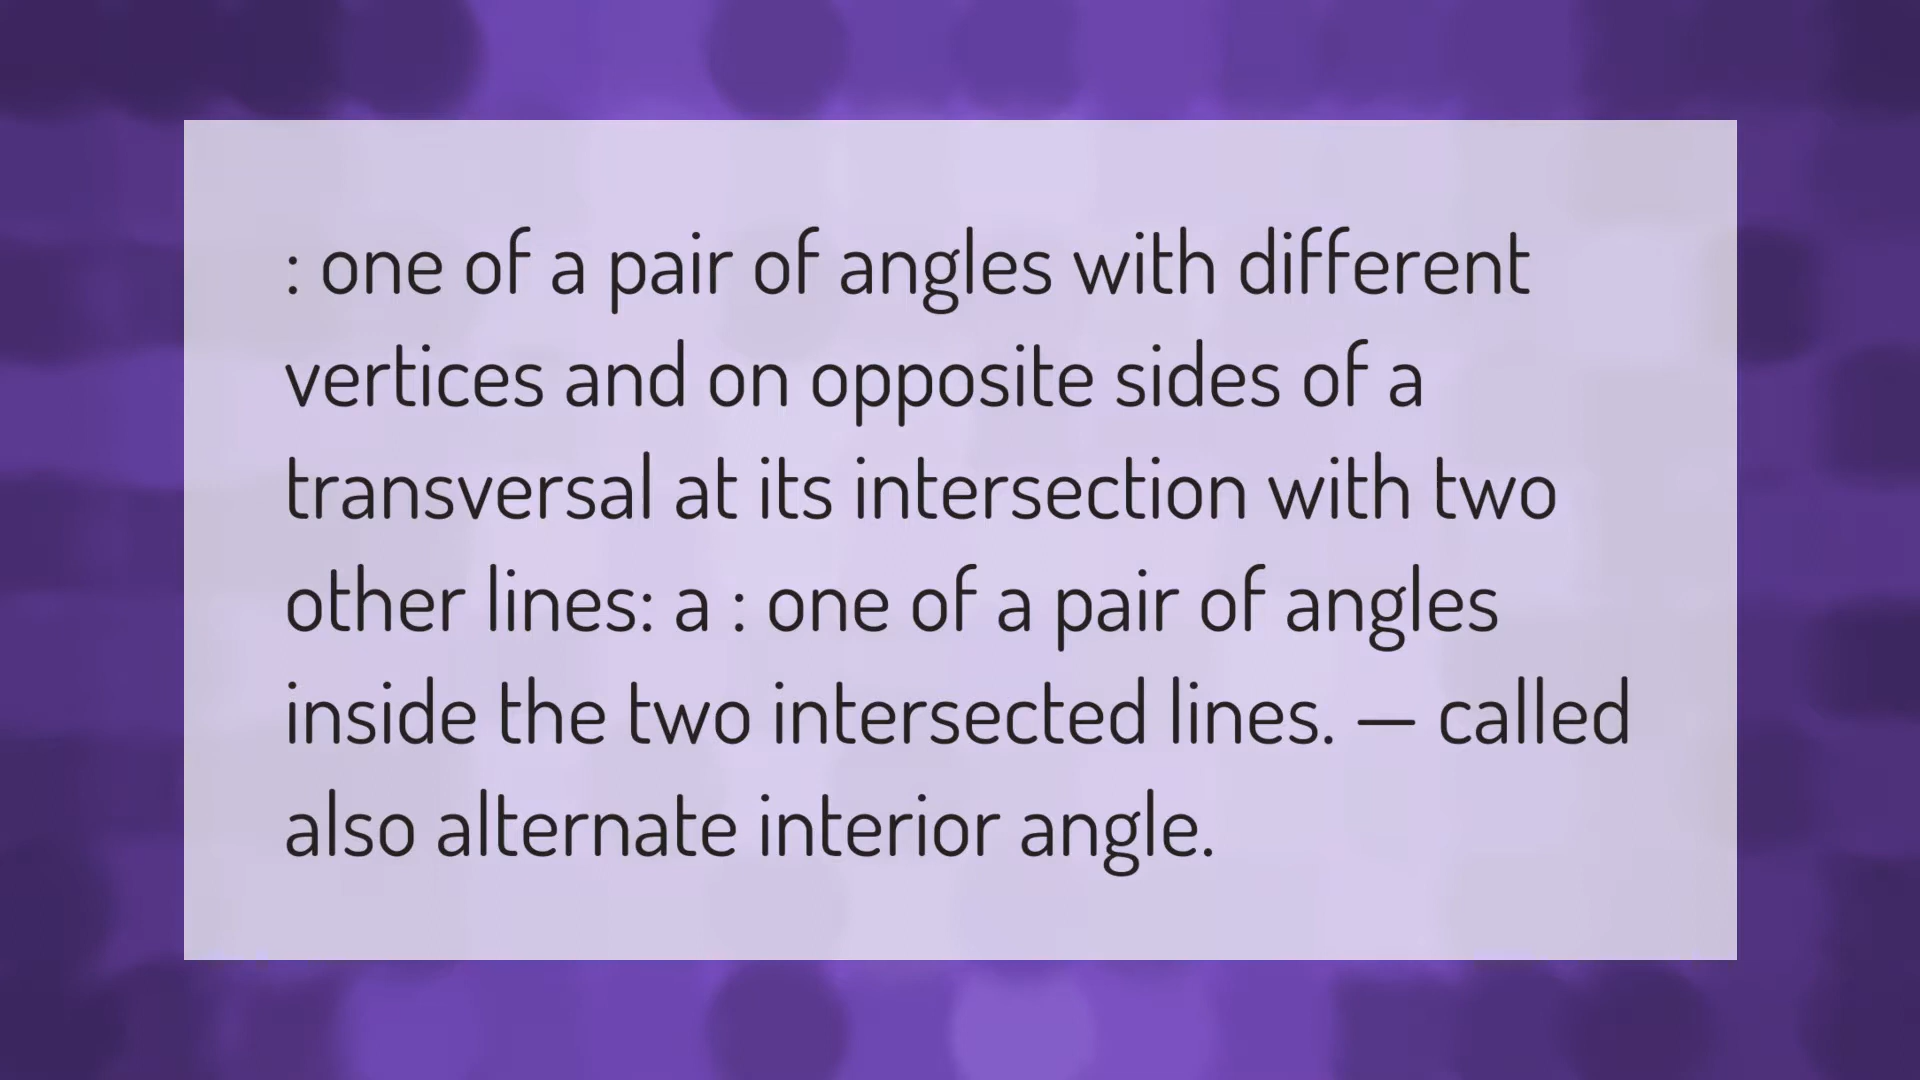 : one of a pair of angles with different
vertices and on opposite sides of a
transversal at its intersection with two
other lines: a : one of a pair of angles
inside the two intersected lines. — called
also alternate interior angle.